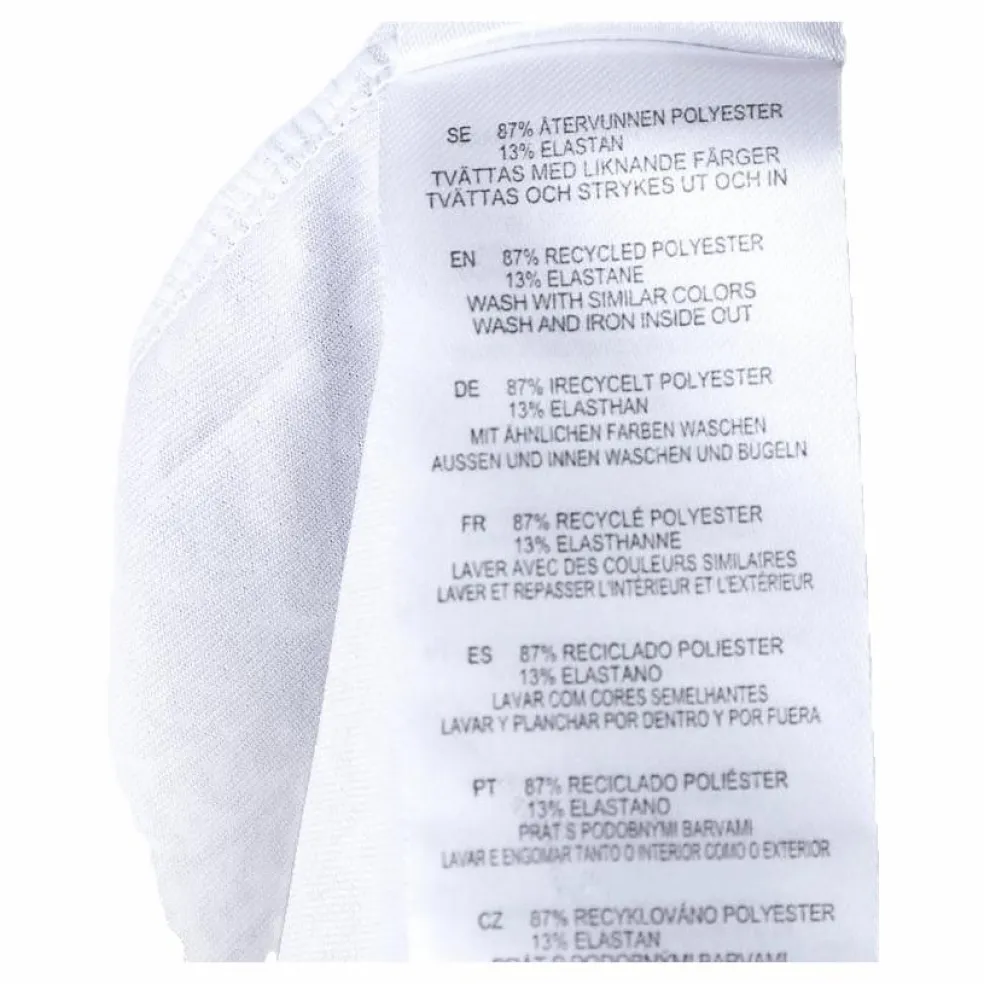 SE 87% ÅTERVUNNEN POLYESTER
13% ELASTAN
TVÄTTAS MED LIKNANDE FÄRGER
TVÄTTAS OCH STRYKES UT OCH IN
EN 87% RECYCLED POLYESTER
13% ELASTANE
WASH WITH SIMILAR COLORS
WASH AND IRON INSIDE OUT
DE 87% IRECYCELT POLYESTER
13% ELASTHAN
MIT ÄHNLICHEN FARBEN WASCHEN
AUSSEN UND INNEN WASCHEN UND BUGELN
FR 87% RECYCLÉ POLYESTER
13% ELASTHANNE
LAVER AVEC DES COULEURS SIMILAIRES
LAVER ET REPASSER L'INTÉRIEUR ET L'EXTÉRIEUR
ES 87% RECICLADO POLIESTER
13% ELASTANO
LAVAR COM CORES SEMELHANTES
LAVAR Y PLANCHAR POR DENTRO Y POR FUERA
PT 87% RECICLADO POLIÉSTER
13% ELASTANO
PRÁT S PODOBNÝMI BARVAMI
LAVAR E ENGOMAR TANTO O INTERIOR COMO O EXTERIOR
CZ 87% RECYKLOVÁNO POLYESTER
13% ELASTAN
PRÁT S PODOBNÝMI BARVAMI